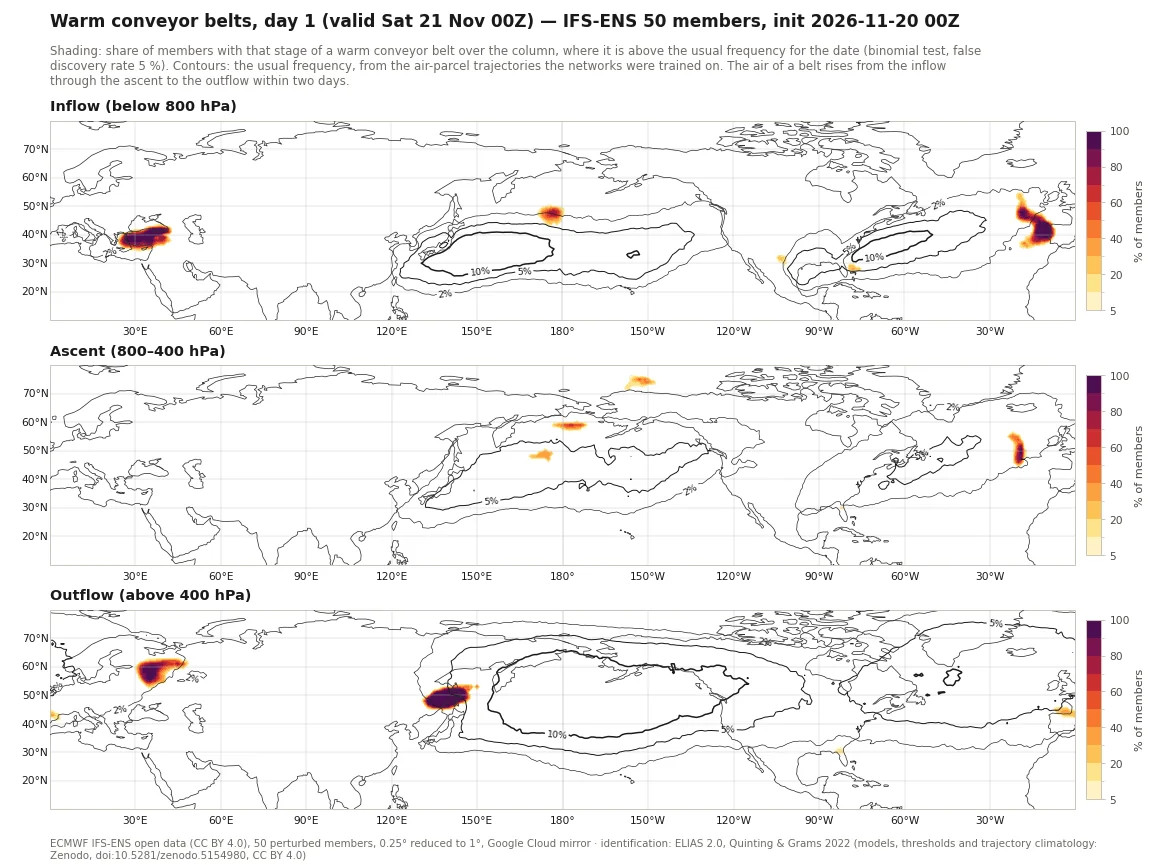 Warm conveyor belts, day 1 (valid Sat 21 Nov 00Z) — IFS-ENS 50 members, init 2026-11-20 00Z
Shading: share of members with that stage of a warm conveyor belt over the column, where it is above the usual frequency for the date (binomial test, false
discovery rate 5 %). Contours: the usual frequency, from the air-parcel trajectories the networks were trained on. The air of a belt rises from the inflow
through the ascent to the outflow within two days.
Inflow (below 800 hPa)
70°N
60°N
50°N
40°N
30°N
20°N
2%
10%
5%
2%
2%
5%
10%
30°E 60°E 90°E 120°E 150°E 180° 150°W 120°W 90°W 60°W 30°W
100
80
60
40
20
5
% of members
Ascent (800–400 hPa)
70°N
60°N
50°N
40°N
30°N
20°N
5%
2%
2%
5%
30°E 60°E 90°E 120°E 150°E 180° 150°W 120°W 90°W 60°W 30°W
100
80
60
40
20
5
% of members
Outflow (above 400 hPa)
70°N
60°N
50°N
40°N
30°N
20°N
2%
10%
5%
2%
5%
30°E 60°E 90°E 120°E 150°E 180° 150°W 120°W 90°W 60°W 30°W
100
80
60
40
20
5
% of members
ECMWF IFS-ENS open data (CC BY 4.0), 50 perturbed members, 0.25° reduced to 1°, Google Cloud mirror · identification: ELIAS 2.0, Quinting & Grams 2022 (models, thresholds and trajectory climatology:
Zenodo, doi:10.5281/zenodo.5154980, CC BY 4.0)